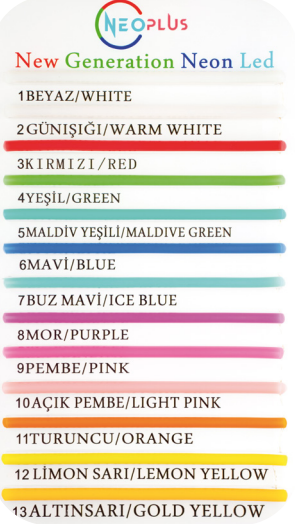 NEOPLUS
New Generation Neon Led
1BEYAZ/WHITE
2GÜNIŞIĞI/WARM WHITE
3KIRMIZI/RED
4YEŞİL/GREEN
5MALDİV YEŞİLİ/MALDIVE GREEN
6MAVİ/BLUE
7BUZ MAVİ/ICE BLUE
8MOR/PURPLE
9PEMBE/PINK
10AÇIK PEMBE/LIGHT PINK
11TURUNCU/ORANGE
12 LİMON SARI/LEMON YELLOW
13ALTINSARI/GOLD YELLOW